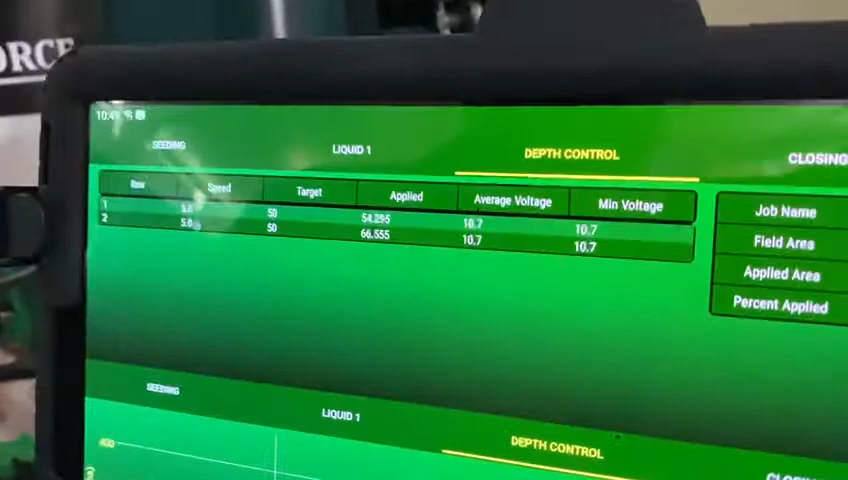 ORCE
10:49
SEEDING LIQUID 1 DEPTH CONTROL CLOSING
Row Speed Target Applied Average Voltage Min Voltage
1 5.0 50 54.295 10.7 10.7
2 5.0 50 66.555 10.7 10.7
Job Name
Field Area
Applied Area
Percent Applied
SEEDING LIQUID 1 DEPTH CONTROL CLOSING
400